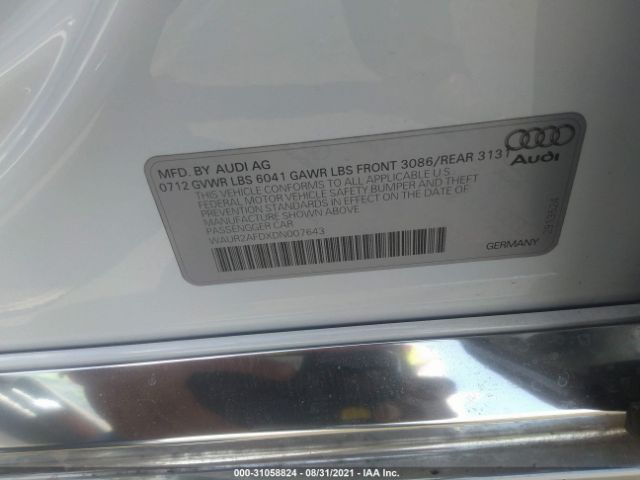 MFD. BY AUDI AG
0712 GVWR LBS 6041 GAWR LBS FRONT 3086/REAR 3131
THIS VEHICLE CONFORMS TO ALL APPLICABLE U.S.
FEDERAL MOTOR VEHICLE SAFETY BUMPER AND THEFT
PREVENTION STANDARDS IN EFFECT ON THE DATE OF
MANUFACTURE SHOWN ABOVE
PASSENGER CAR
WAUR2AFDXDN007643
Audi
GERMANY
000-31058824 - 08/31/2021 - IAA Inc.